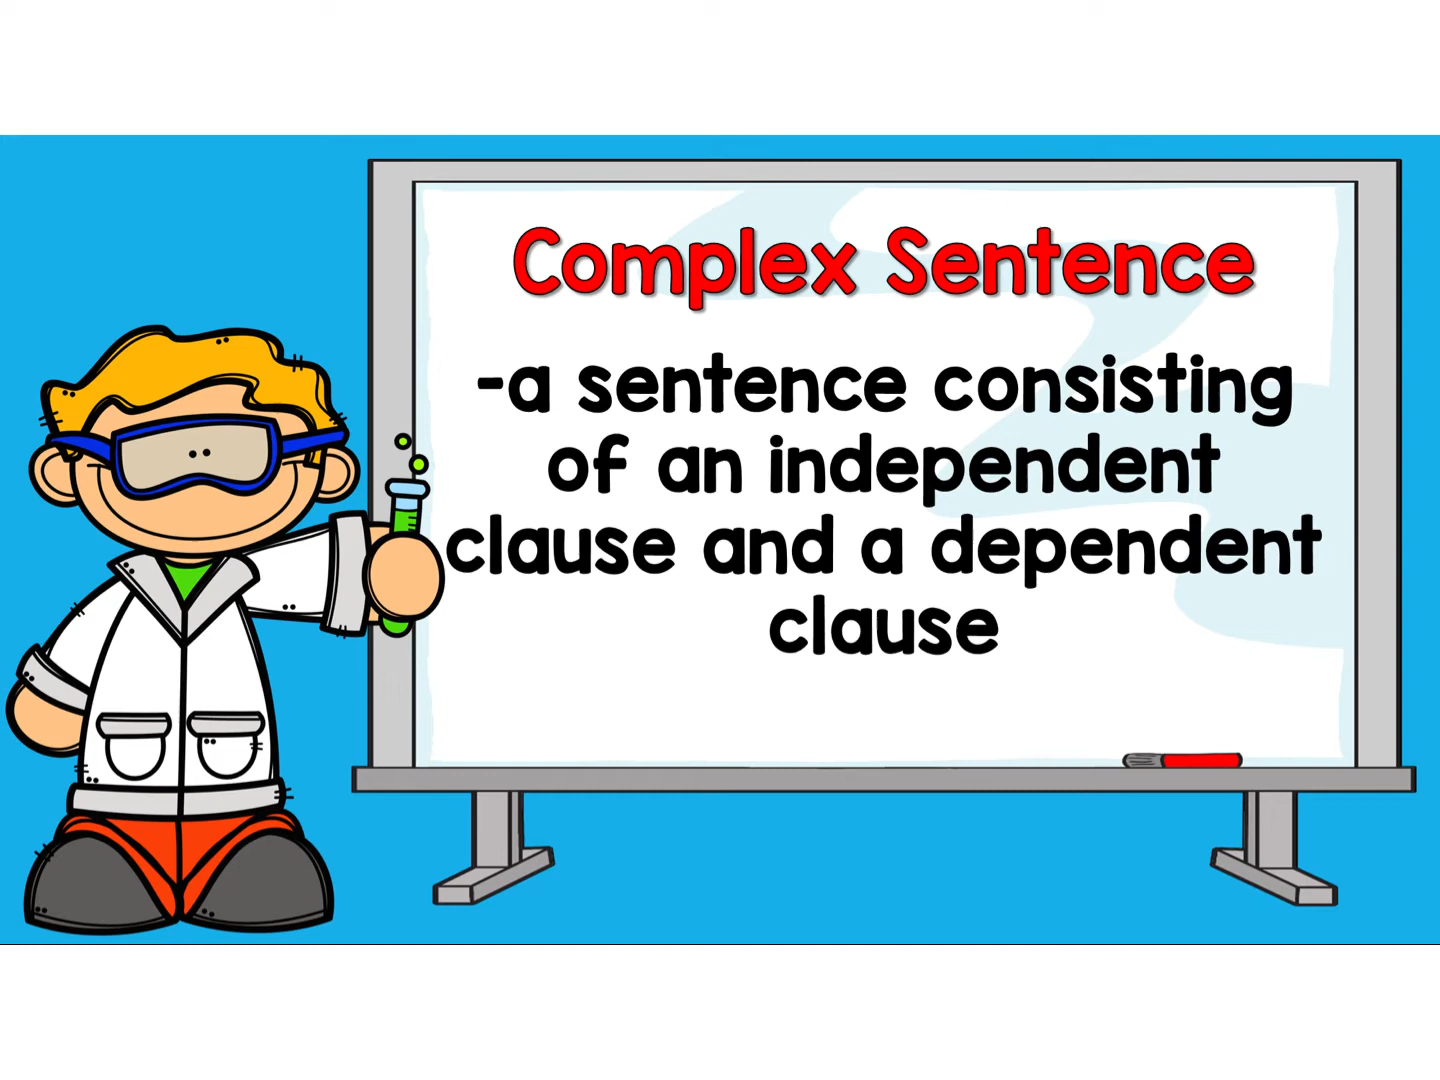 Complex Sentence
-a sentence consisting
of an independent
clause and a dependent
clause